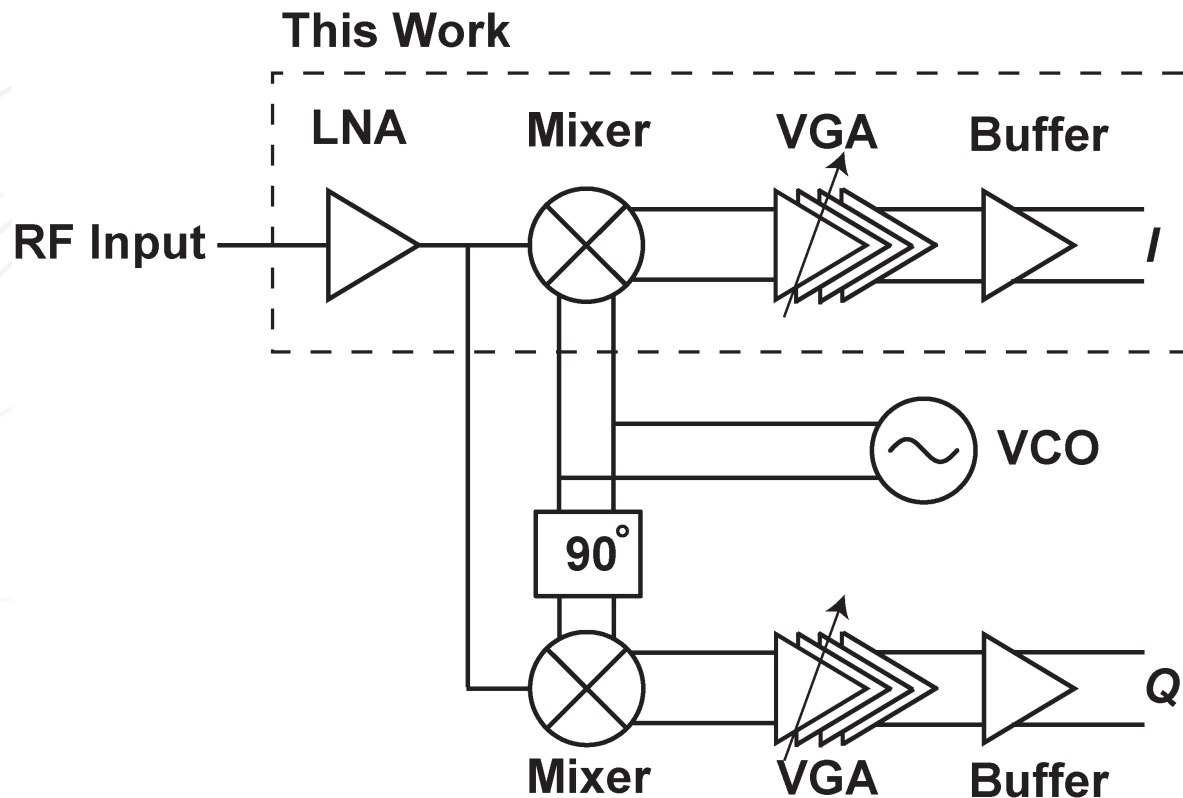 This Work
LNA
Mixer
VGA
Buffer
RF Input
I
VCO
90°
Q
Mixer
VGA
Buffer